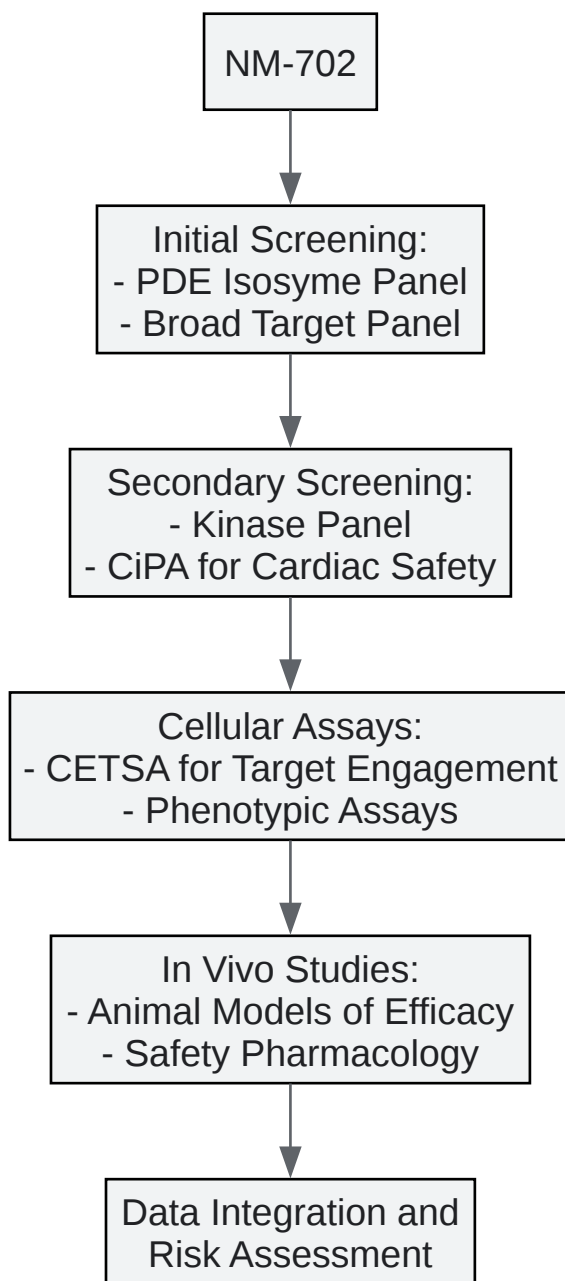 NM-702
Initial Screening:
- PDE Isosyme Panel
- Broad Target Panel
Secondary Screening:
- Kinase Panel
- CiPA for Cardiac Safety
Cellular Assays:
- CETSA for Target Engagement
- Phenotypic Assays
In Vivo Studies:
- Animal Models of Efficacy
- Safety Pharmacology
Data Integration and
Risk Assessment